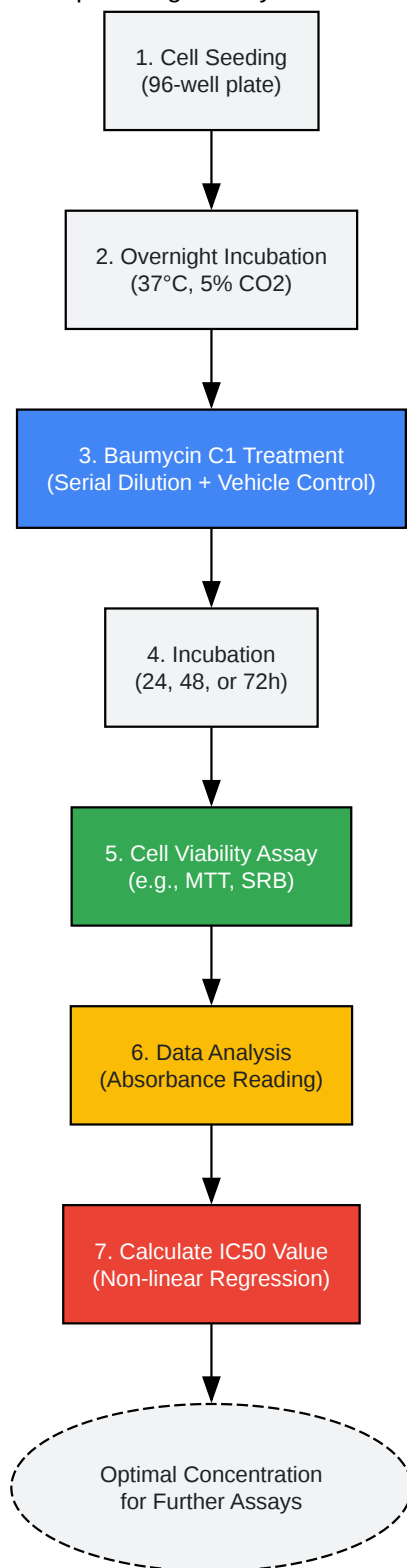 1. Cell Seeding
(96-well plate)
2. Overnight Incubation
(37°C, 5% CO2)
3. Baumycin C1 Treatment
(Serial Dilution + Vehicle Control)
4. Incubation
(24, 48, or 72h)
5. Cell Viability Assay
(e.g., MTT, SRB)
6. Data Analysis
(Absorbance Reading)
7. Calculate IC50 Value
(Non-linear Regression)
Optimal Concentration
for Further Assays